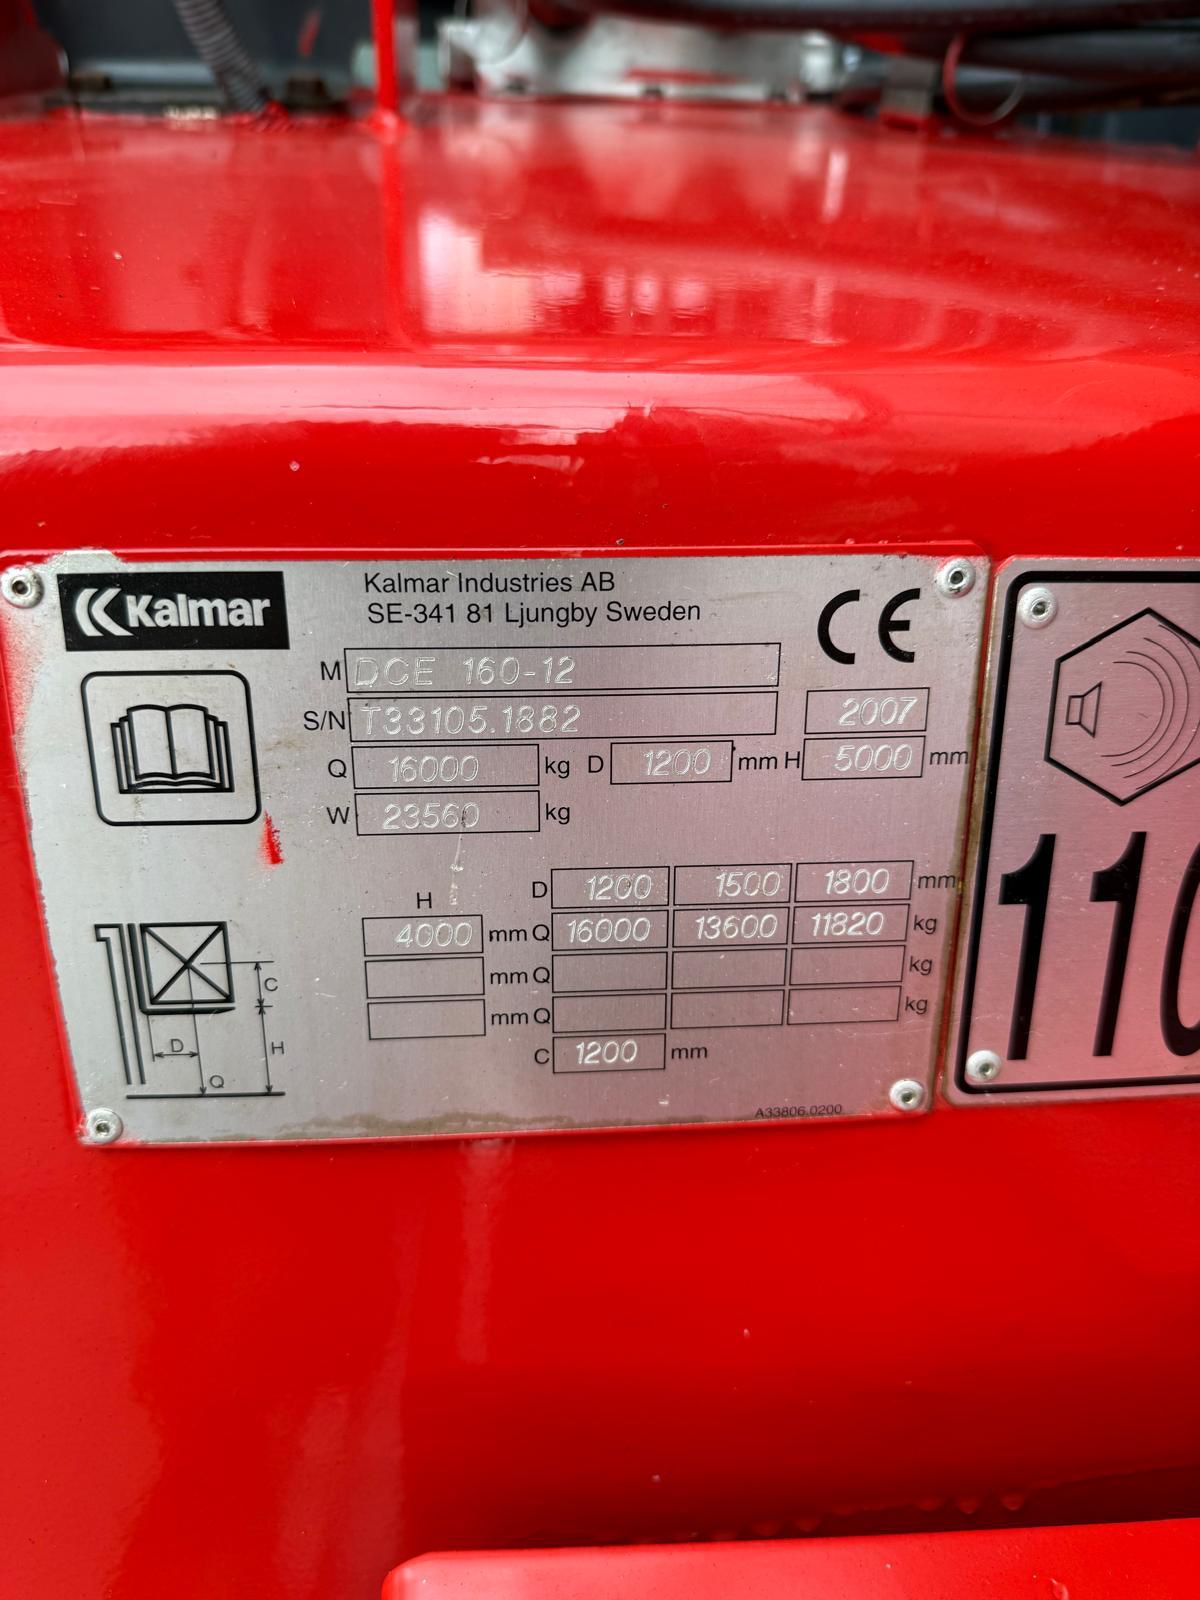 Kalmar
Kalmar Industries AB
SE-341 81 Ljungby Sweden
CE
M DCE 160-12
S/N T33105.1882 2007
Q 16000 kg D 1200 mm H 5000 mm
W 23560 kg
H D 1200 1500 1800 mm
4000 mm Q 16000 13600 11820 kg
mm Q kg
mm Q kg
C 1200 mm
C
D H
Q
A33806.0200
110